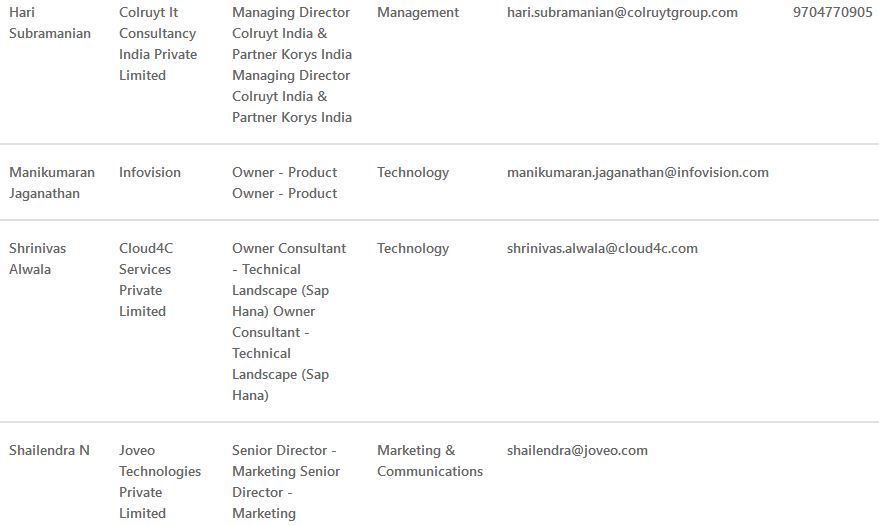 Hari
Subramanian
Colruyt It
Consultancy
India Private
Limited
Managing Director
Colruyt India &
Partner Korys India
Managing Director
Colruyt India &
Partner Korys India
Management
hari.subramanian@colruytgroup.com
9704770905
Manikumaran
Jaganathan
Infovision
Owner - Product
Owner - Product
Technology
manikumaran.jaganathan@infovision.com
Shrinivas
Alwala
Cloud4C
Services
Private
Limited
Owner Consultant
- Technical
Landscape (Sap
Hana) Owner
Consultant -
Technical
Landscape (Sap
Hana)
Technology
shrinivas.alwala@cloud4c.com
Shailendra N
Joveo
Technologies
Private
Limited
Senior Director -
Marketing Senior
Director -
Marketing
Marketing &
Communications
shailendra@joveo.com